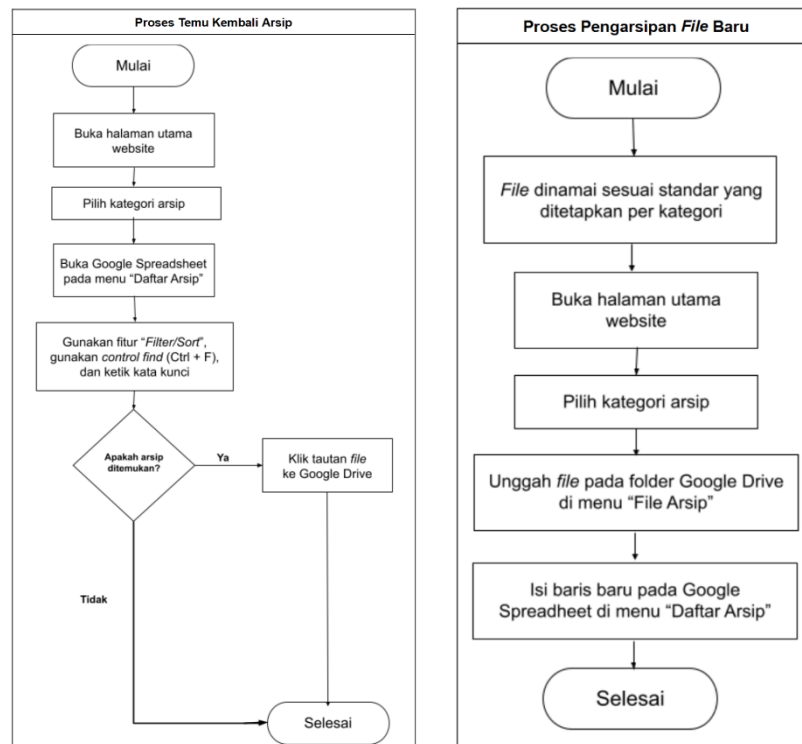 Proses Temu Kembali Arsip
Mulai
Buka halaman utama
website
Pilih kategori arsip
Buka Google Spreadsheet
pada menu “Daftar Arsip”
Gunakan fitur “Filter/Sort”,
gunakan control find (Ctrl + F),
dan ketik kata kunci
Apakah arsip
ditemukan?
Ya
Klik tautan file
ke Google Drive
Tidak
Selesai
Proses Pengarsipan File Baru
Mulai
File dinamai sesuai standar yang
ditetapkan per kategori
Buka halaman utama
website
Pilih kategori arsip
Unggah file pada folder Google Drive
di menu “File Arsip”
Isi baris baru pada Google
Spreadheet di menu “Daftar Arsip”
Selesai